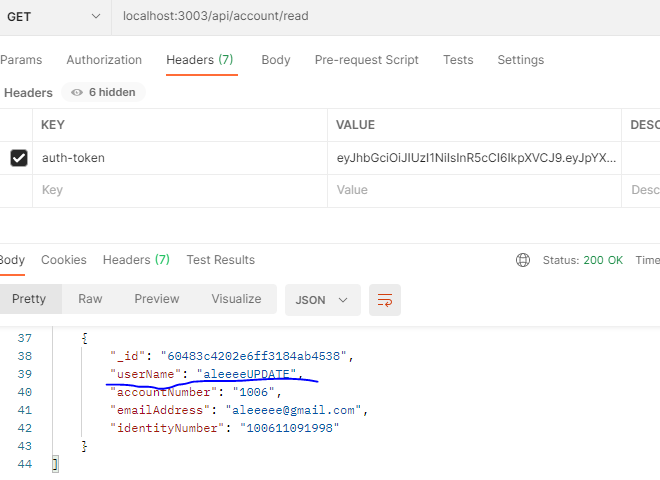 GET localhost:3003/api/account/read
Params Authorization Headers (7) Body Pre-request Script Tests Settings
Headers 6 hidden
KEY VALUE DESC
auth-token eyJhbGciOiJIUzI1NiIsInR5cCI6IkpXVCJ9.eyJpYX...
Key Value Desc
Body Cookies Headers (7) Test Results Status: 200 OK Time
Pretty Raw Preview Visualize JSON
37 {
38 "_id": "60483c4202e6ff3184ab4538",
39 "userName": "aleeeeUPDATE",
40 "accountNumber": "1006",
41 "emailAddress": "aleeeee@gmail.com",
42 "identityNumber": "100611091998"
43 }
44 ]